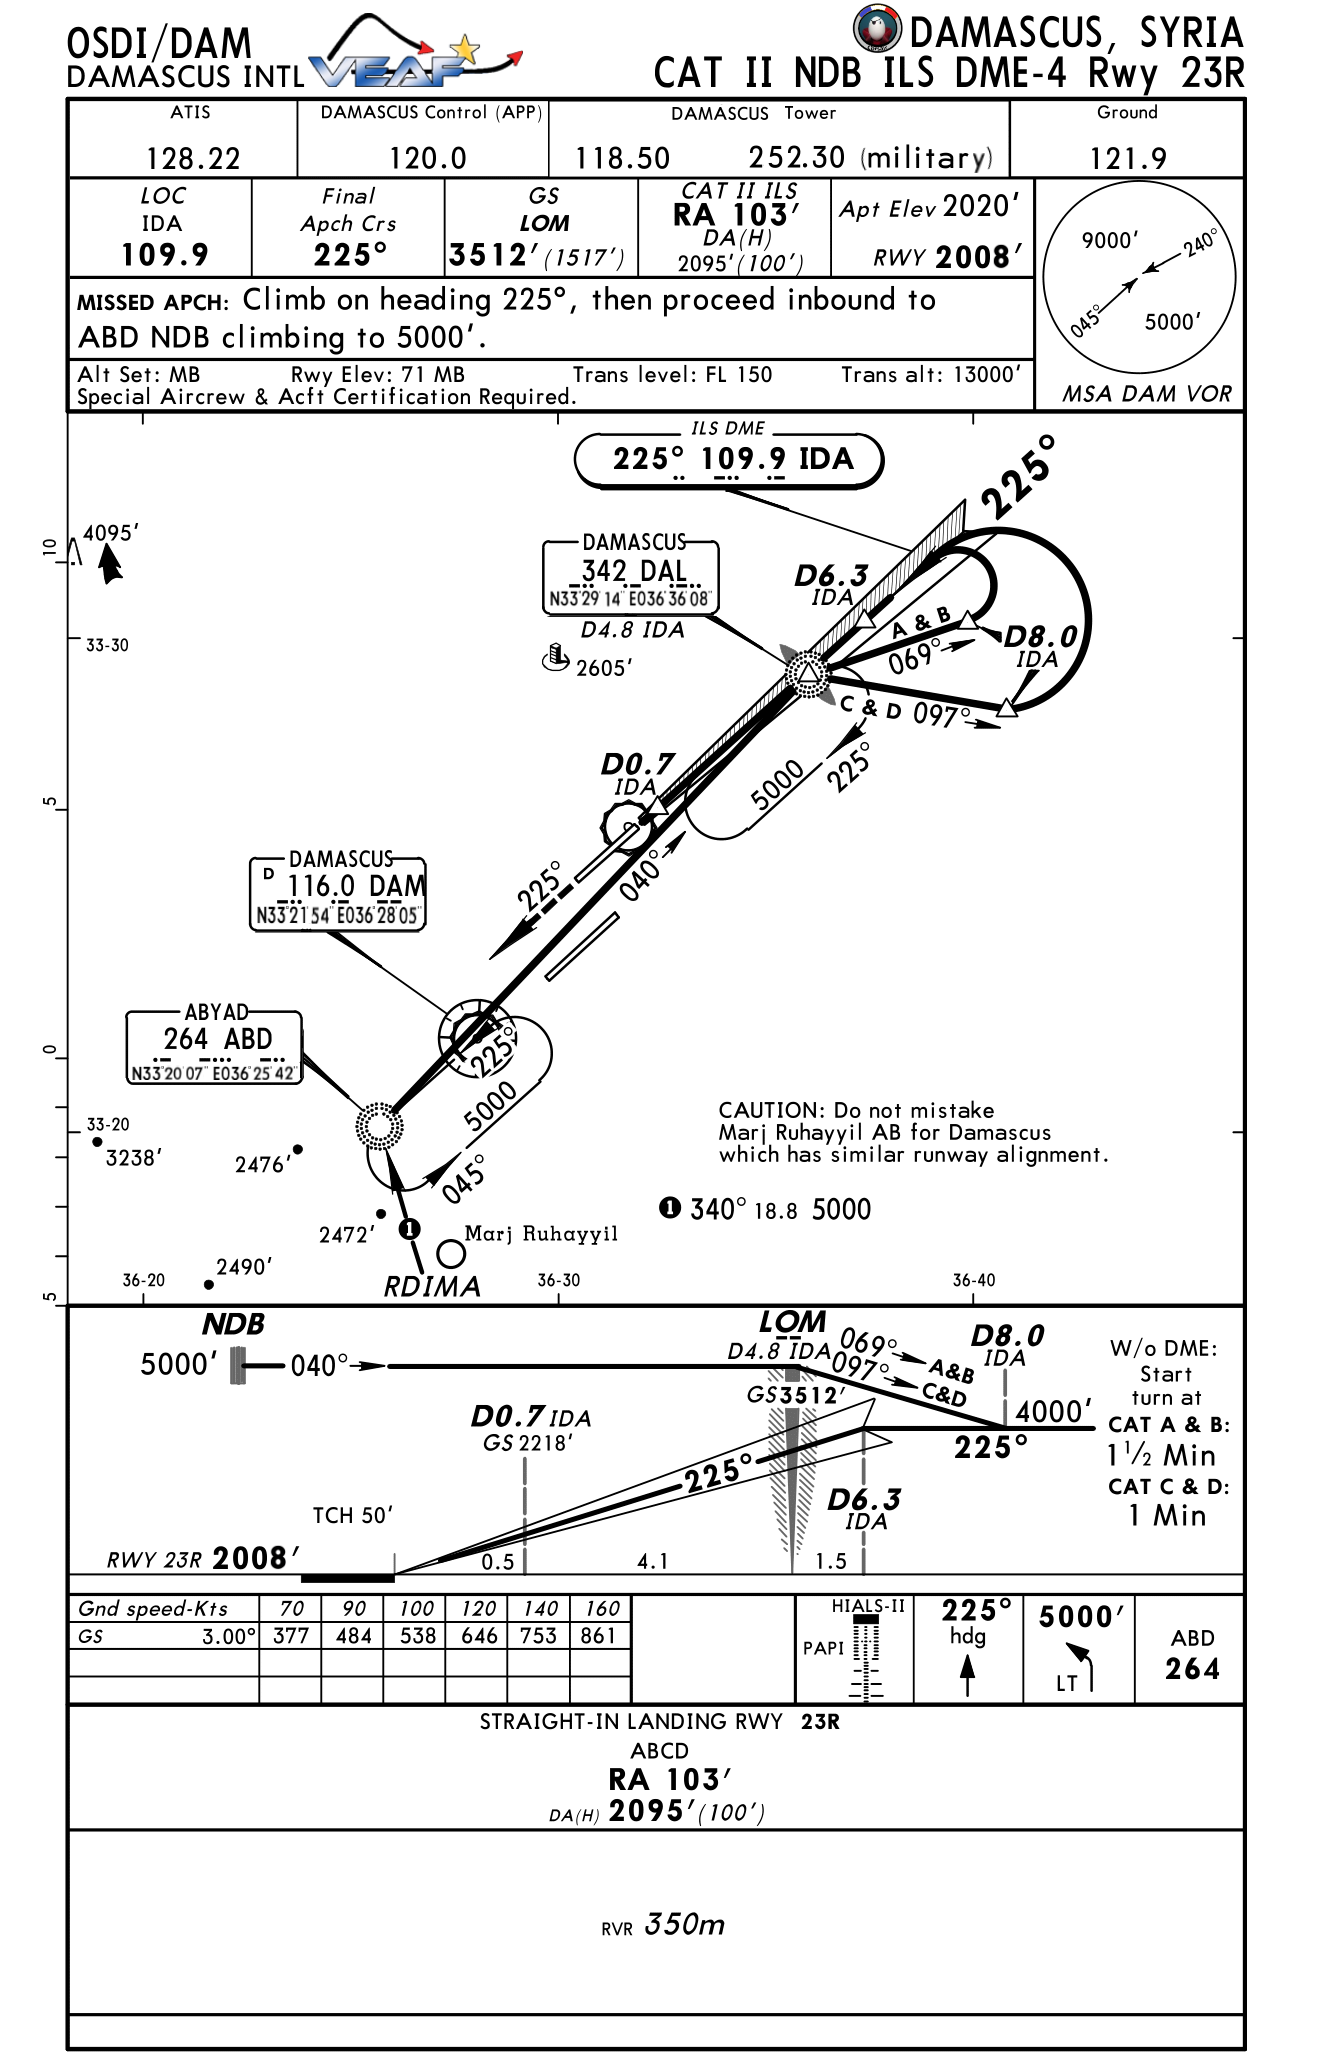 OSDI/DAM
DAMASCUS INTL
VEAF
DAMASCUS, SYRIA
CAT II NDB ILS DME-4 Rwy 23R
ATIS
128.22
DAMASCUS Control (APP)
120.0
DAMASCUS Tower
118.50 252.30 (military)
Ground
121.9
LOC
IDA
109.9
Final
Apch Crs
225°
GS
LOM
3512' (1517')
CAT II ILS
RA 103'
DA(H)
2095' (100')
Apt Elev 2020'
RWY 2008'
9000'
240°
045°
5000'
MSA DAM VOR
MISSED APCH: Climb on heading 225°, then proceed inbound to
ABD NDB climbing to 5000'.
Alt Set: MB Rwy Elev: 71 MB Trans level: FL 150 Trans alt: 13000'
Special Aircrew & Acft Certification Required.
ILS DME
225° 109.9 IDA
225°
4095'
10
DAMASCUS
342 DAL
N33°29'14" E036°36'08"
D4.8 IDA
2605'
D6.3
IDA
A & B
069°
D8.0
IDA
C & D 097°
33-30
5000
225°
D0.7
IDA
5
040°
225°
DAMASCUS
D 116.0 DAM
N33°21'54" E036°28'05"
ABYAD
264 ABD
N33°20'07" E036°25'42"
225°
5000
045°
0
33-20
3238'
2476'
2472'
2490'
1
Marj Ruhayyil
RDIMA
CAUTION: Do not mistake
Marj Ruhayyil AB for Damascus
which has similar runway alignment.
1 340° 18.8 5000
5
36-20
36-30
36-40
NDB
5000'
040°
LOM
D4.8 IDA
069°
A&B
097°
C&D
D8.0
IDA
GS 3512'
4000'
225°
D0.7 IDA
GS 2218'
225°
D6.3
IDA
TCH 50'
RWY 23R 2008'
0.5
4.1
1.5
W/o DME:
Start
turn at
CAT A & B:
1 1/2 Min
CAT C & D:
1 Min
Gnd speed-Kts 70 90 100 120 140 160
GS 3.00° 377 484 538 646 753 861
HIALS-II
PAPI
225°
hdg
5000'
LT
ABD
264
STRAIGHT-IN LANDING RWY 23R
ABCD
RA 103'
DA(H) 2095' (100')
RVR 350m